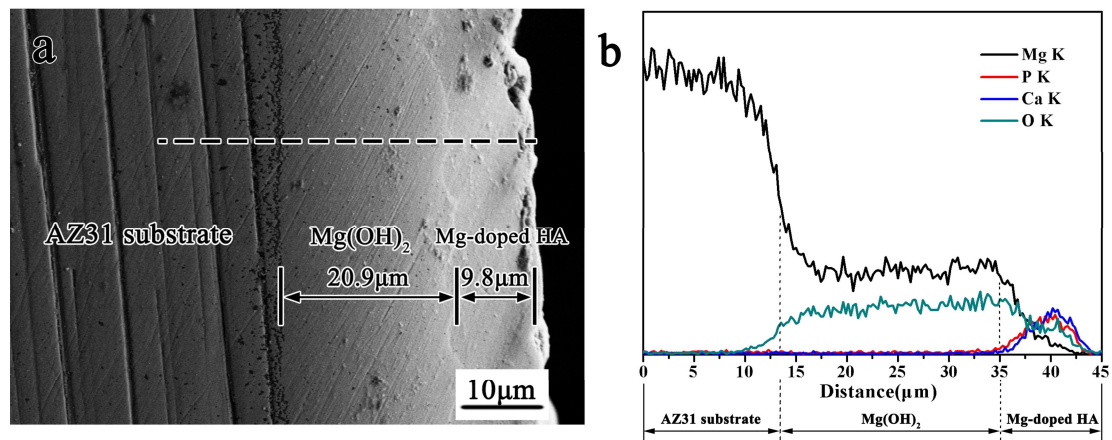 a
AZ31 substrate
Mg(OH)₂
Mg-doped HA
20.9μm
9.8μm
10μm
b
Mg K
P K
Ca K
O K
0 5 10 15 20 25 30 35 40 45
Distance(μm)
AZ31 substrate
Mg(OH)₂
Mg-doped HA